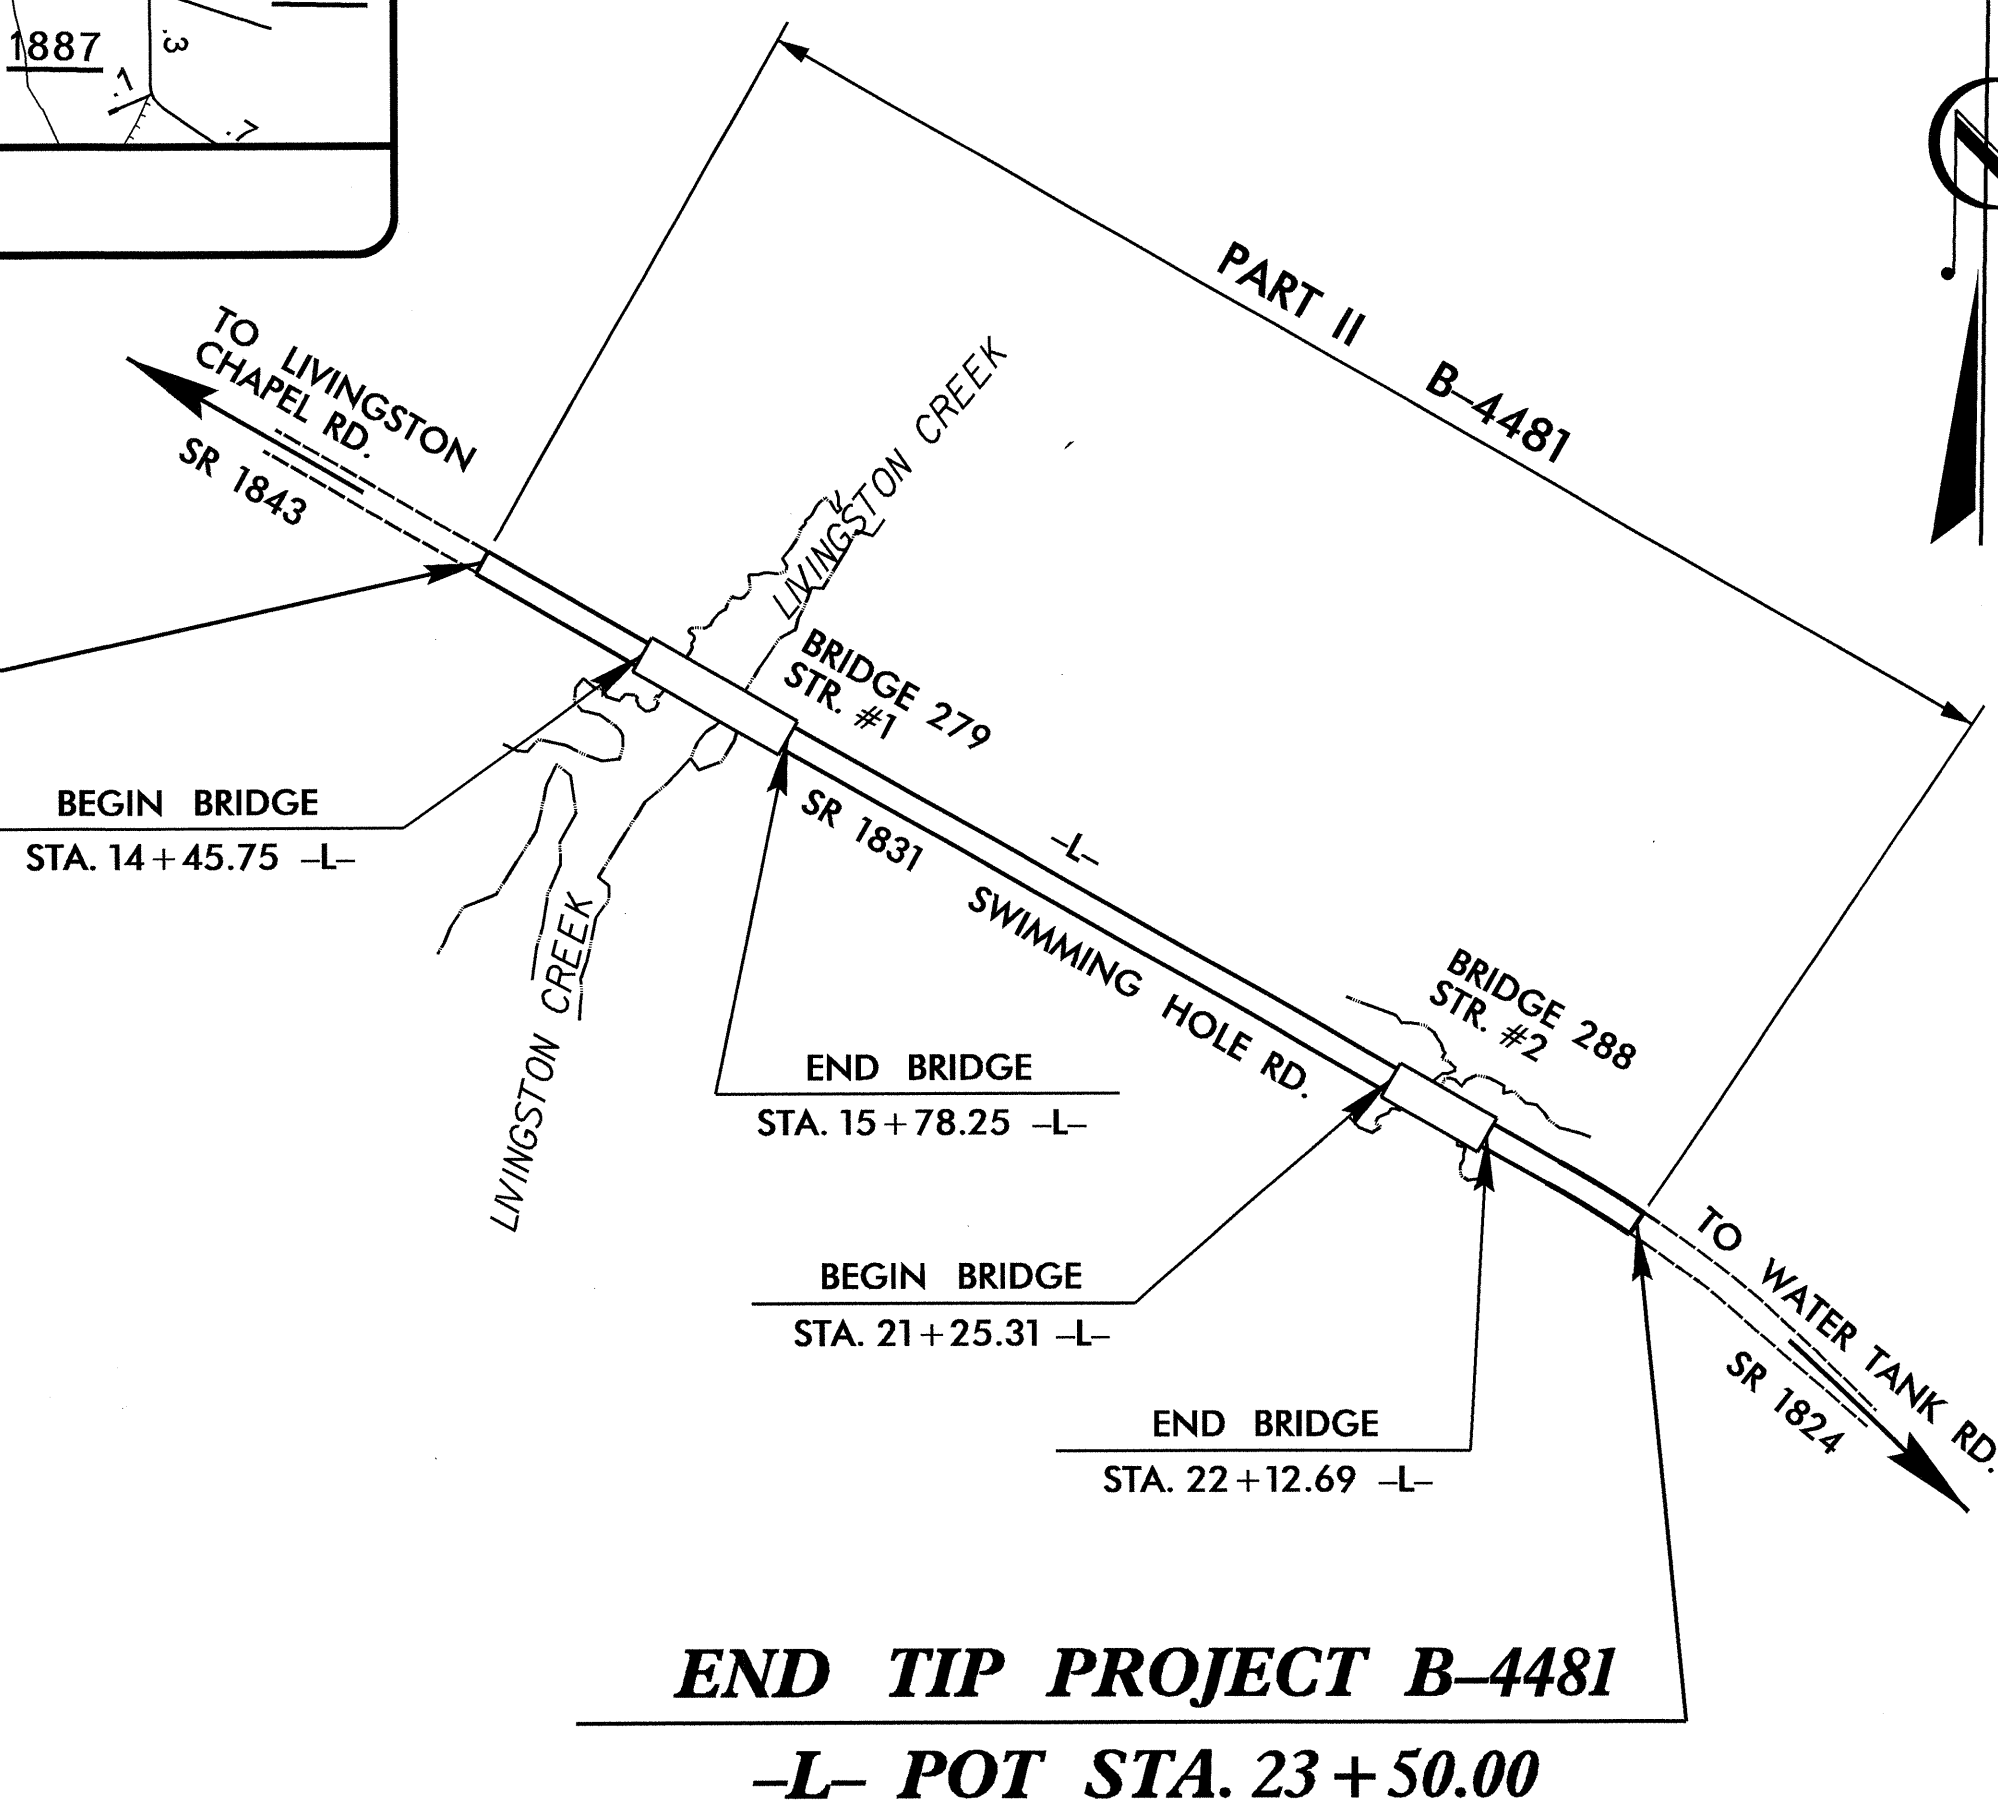 1887
.3
.1
.7
PART II B–4481
TO LIVINGSTON
CHAPEL RD.
SR 1843
LIVINGSTON CREEK
BRIDGE 279
STR. #1
BEGIN BRIDGE
STA. 14+45.75 –L–
SR 1831 SWIMMING HOLE RD.
–L–
LIVINGSTON CREEK
BRIDGE 288
STR. #2
END BRIDGE
STA. 15+78.25 –L–
BEGIN BRIDGE
STA. 21+25.31 –L–
TO WATER TANK RD.
SR 1824
END BRIDGE
STA. 22+12.69 –L–
END TIP PROJECT B–4481
–L– POT STA. 23+50.00